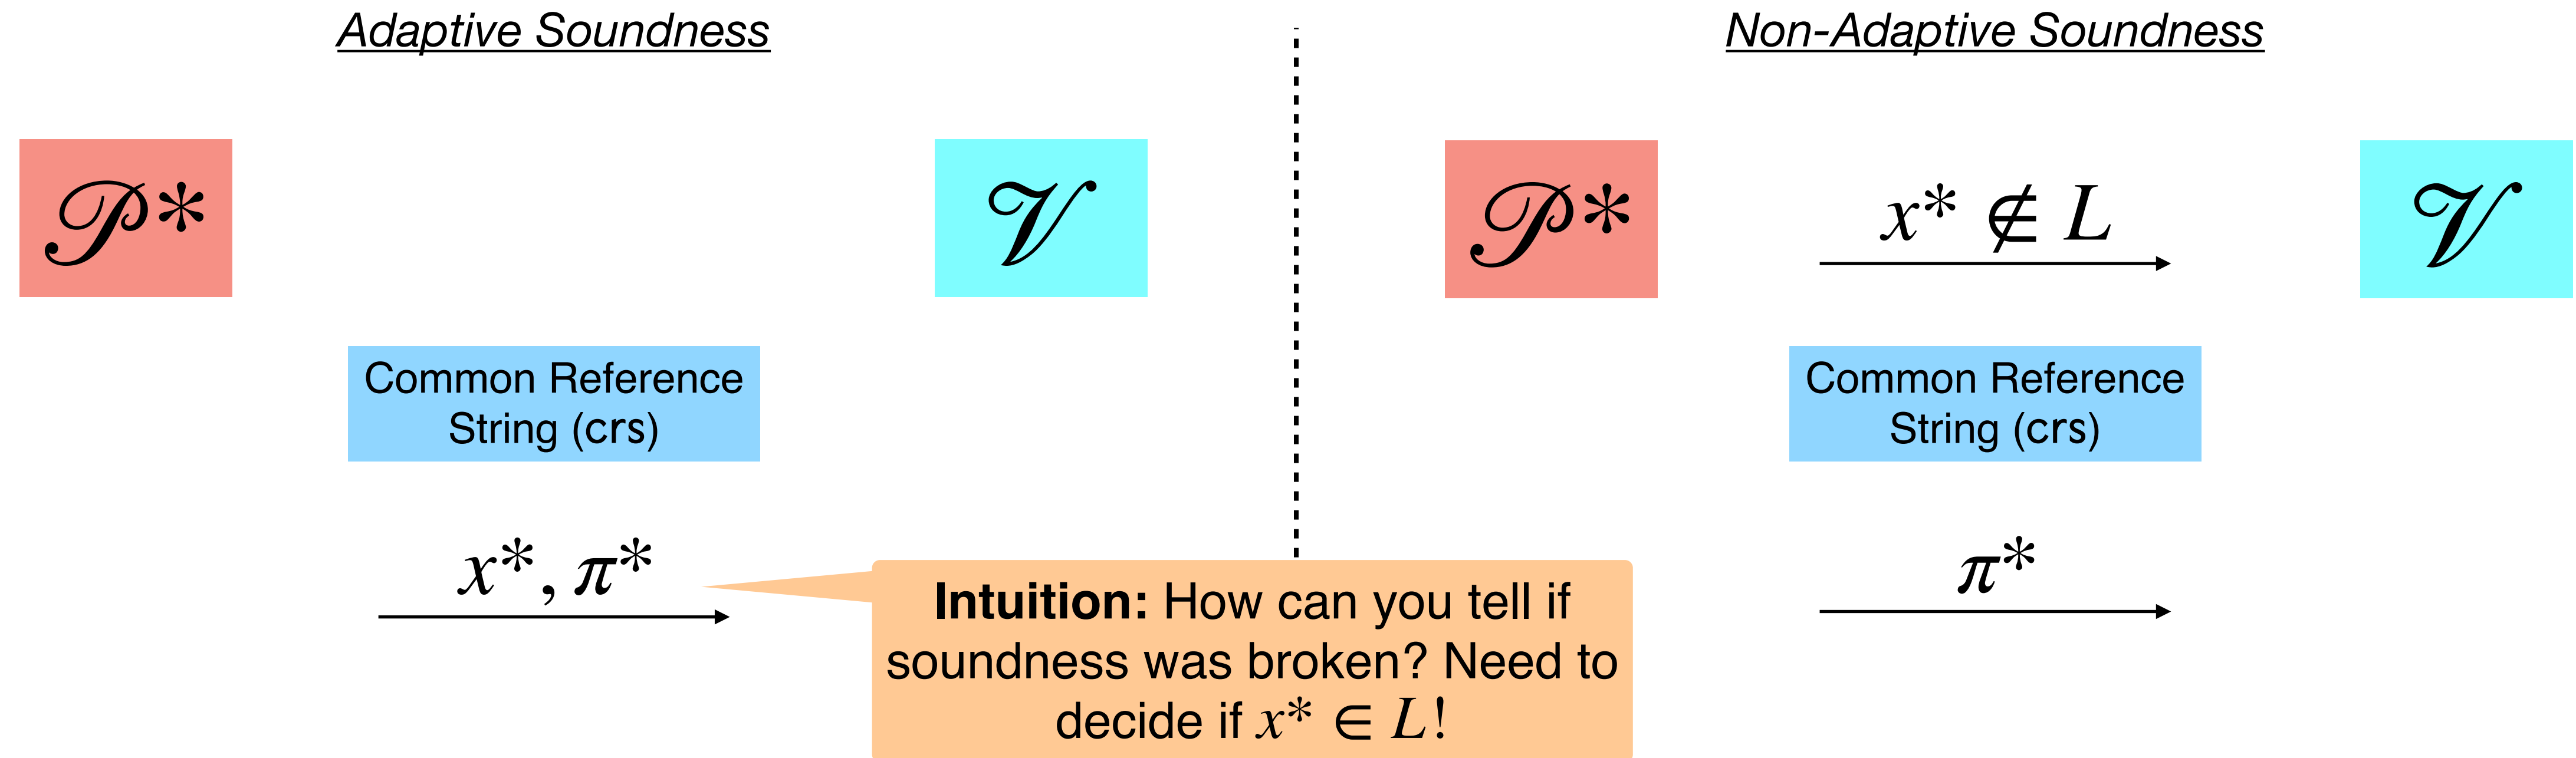 Adaptive Soundness
𝒫*
𝒱
Common Reference
String (crs)
x*, π*
Intuition: How can you tell if
soundness was broken? Need to
decide if x* ∈ L!
Non-Adaptive Soundness
𝒫*
x* ∉ L
𝒱
Common Reference
String (crs)
π*